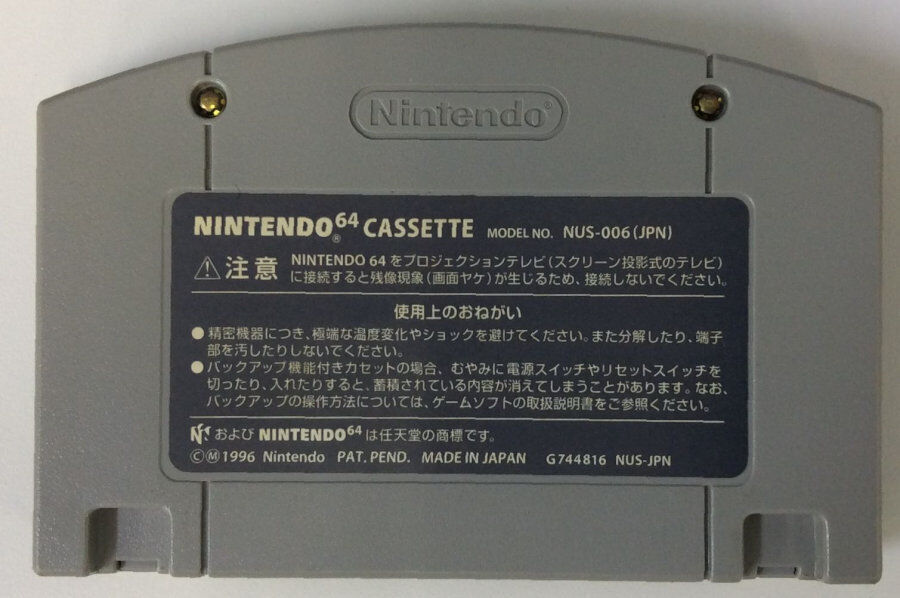 Nintendo®
NINTENDO64® CASSETTE MODEL NO. NUS-006(JPN)
注意 NINTENDO 64をプロジェクションテレビ(スクリーン投影式のテレビ)
に接続すると残像現象(画面ヤケ)が生じるため、接続しないでください。
使用上のおねがい
●精密機器につき、極端な温度変化やショックを避けてください。また分解したり、端子
部を汚したりしないでください。
●バックアップ機能付きカセットの場合、むやみに電源スイッチやリセットスイッチを
切ったり、入れたりすると、蓄積されている内容が消えてしまうことがあります。なお、
バックアップの操作方法については、ゲームソフトの取扱説明書をご参照ください。
および NINTENDO64 は任天堂の商標です。
ⒸⓂ1996 Nintendo PAT. PEND. MADE IN JAPAN G744816 NUS-JPN